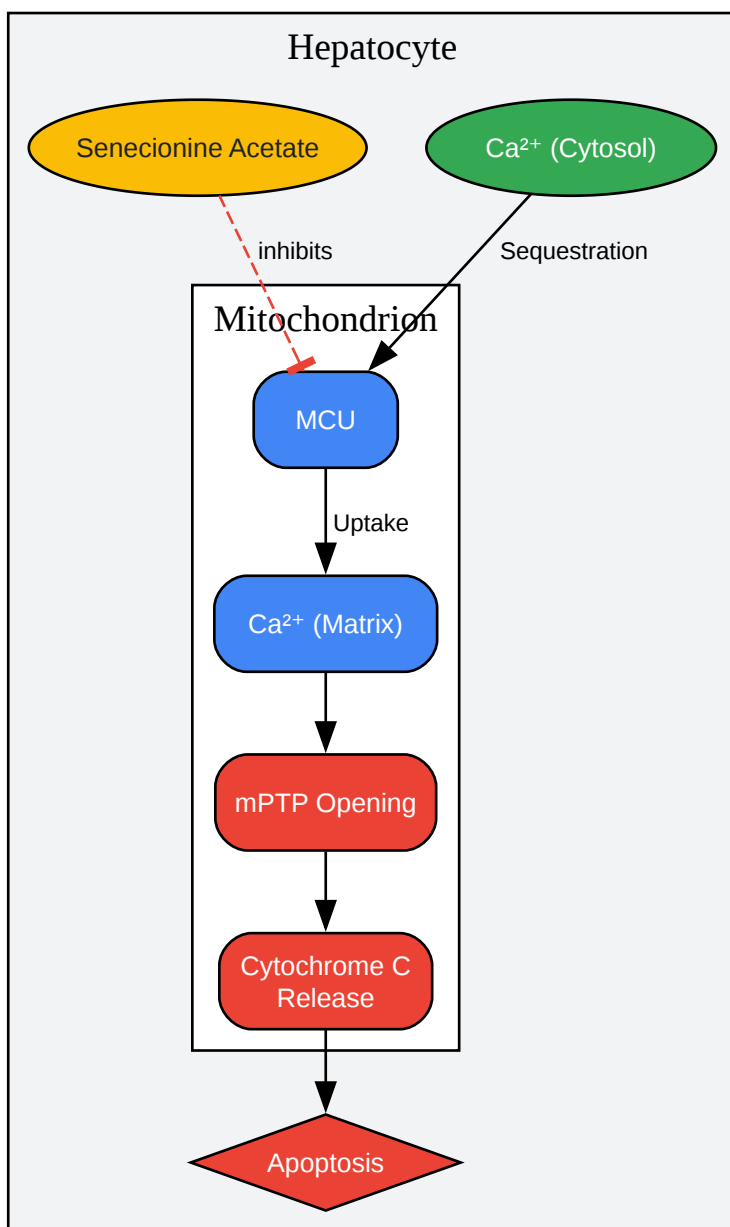 Hepatocyte
Senecionine Acetate
Ca²⁺ (Cytosol)
inhibits
Sequestration
Mitochondrion
MCU
Uptake
Ca²⁺ (Matrix)
mPTP Opening
Cytochrome C
Release
Apoptosis